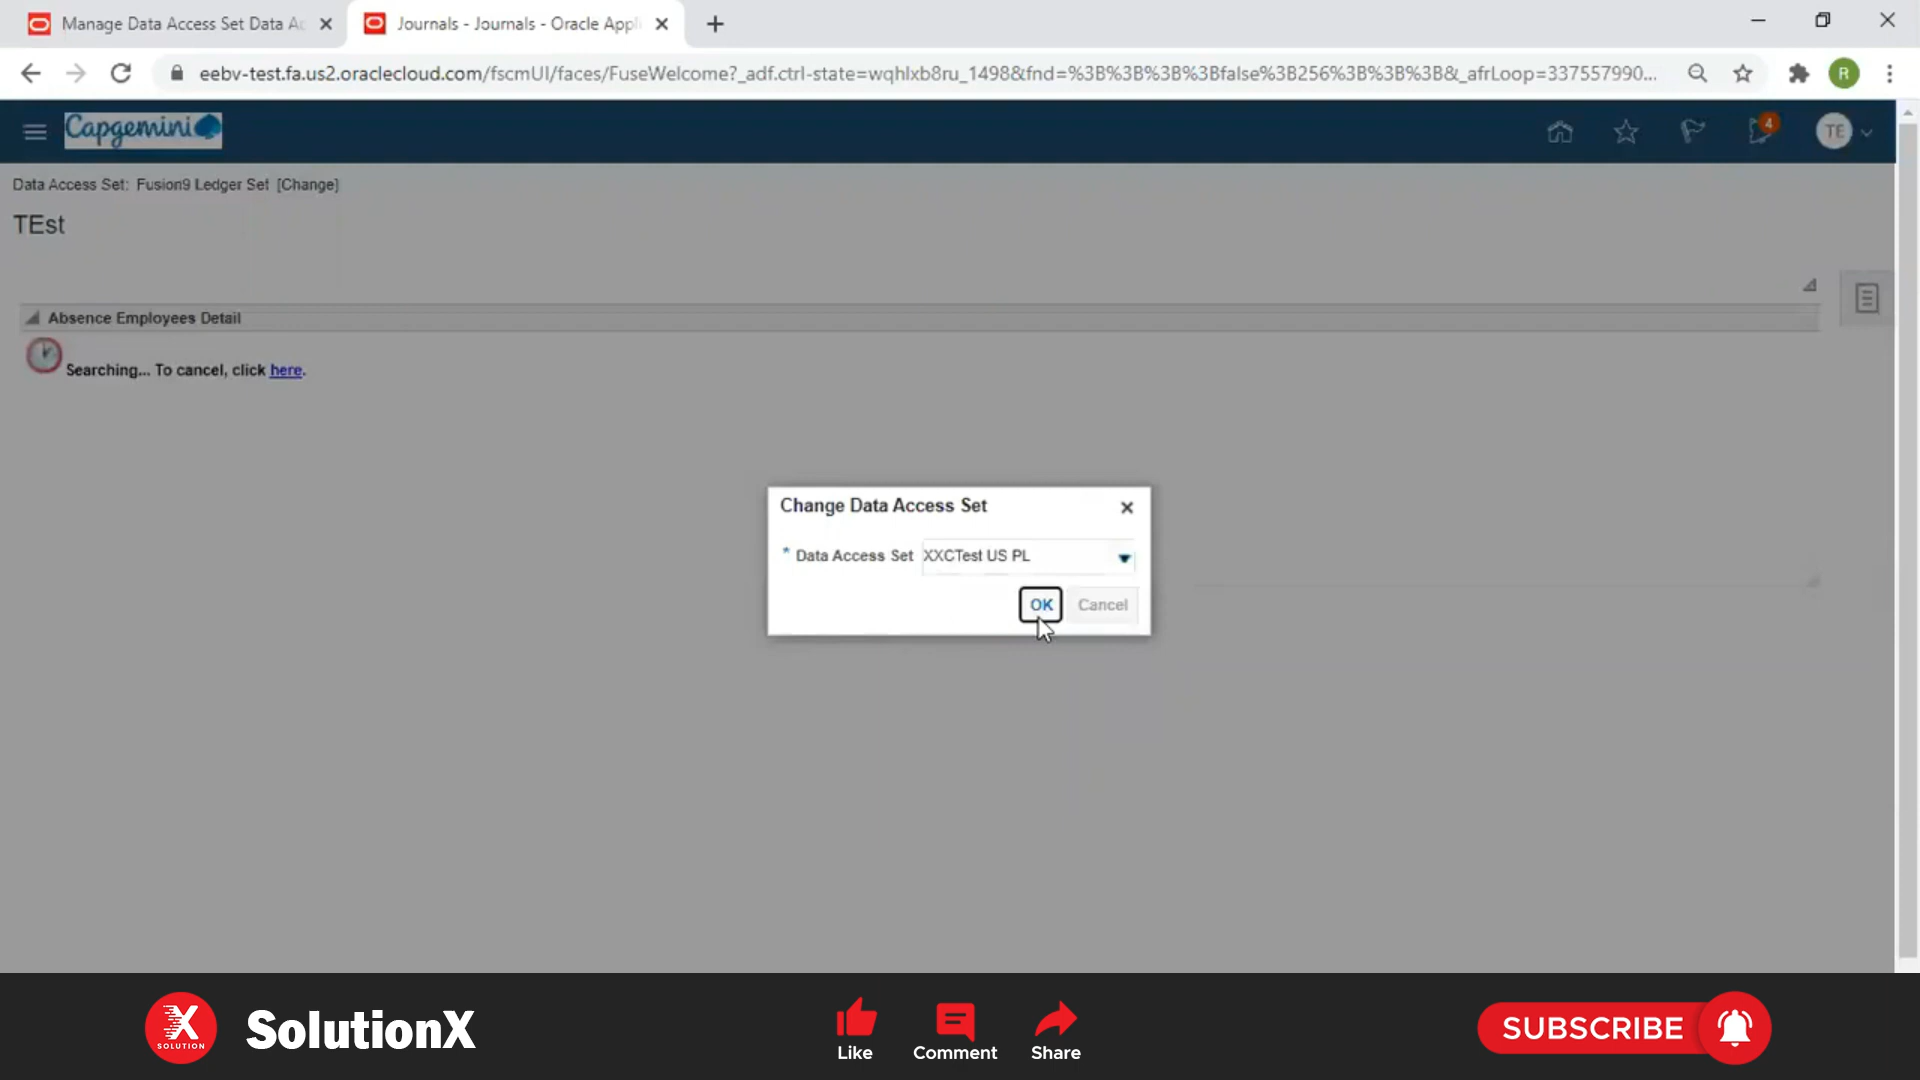 Manage Data Access Set Data Ac
Journals - Journals - Oracle Appli
eebv-test.fa.us2.oraclecloud.com/fscmUI/faces/FuseWelcome?_adf.ctrl-state=wqhlxb8ru_1498&fnd=%3B%3B%3B%3Bfalse%3B256%3B%3B%3B&_afrLoop=337557990...
R
Capgemini
4
TE
Data Access Set: Fusion9 Ledger Set [Change]
TEst
Absence Employees Detail
Searching... To cancel, click here.
Change Data Access Set
* Data Access Set XXCTest US PL
OK Cancel
X
SOLUTION
SolutionX
Like
Comment
Share
SUBSCRIBE